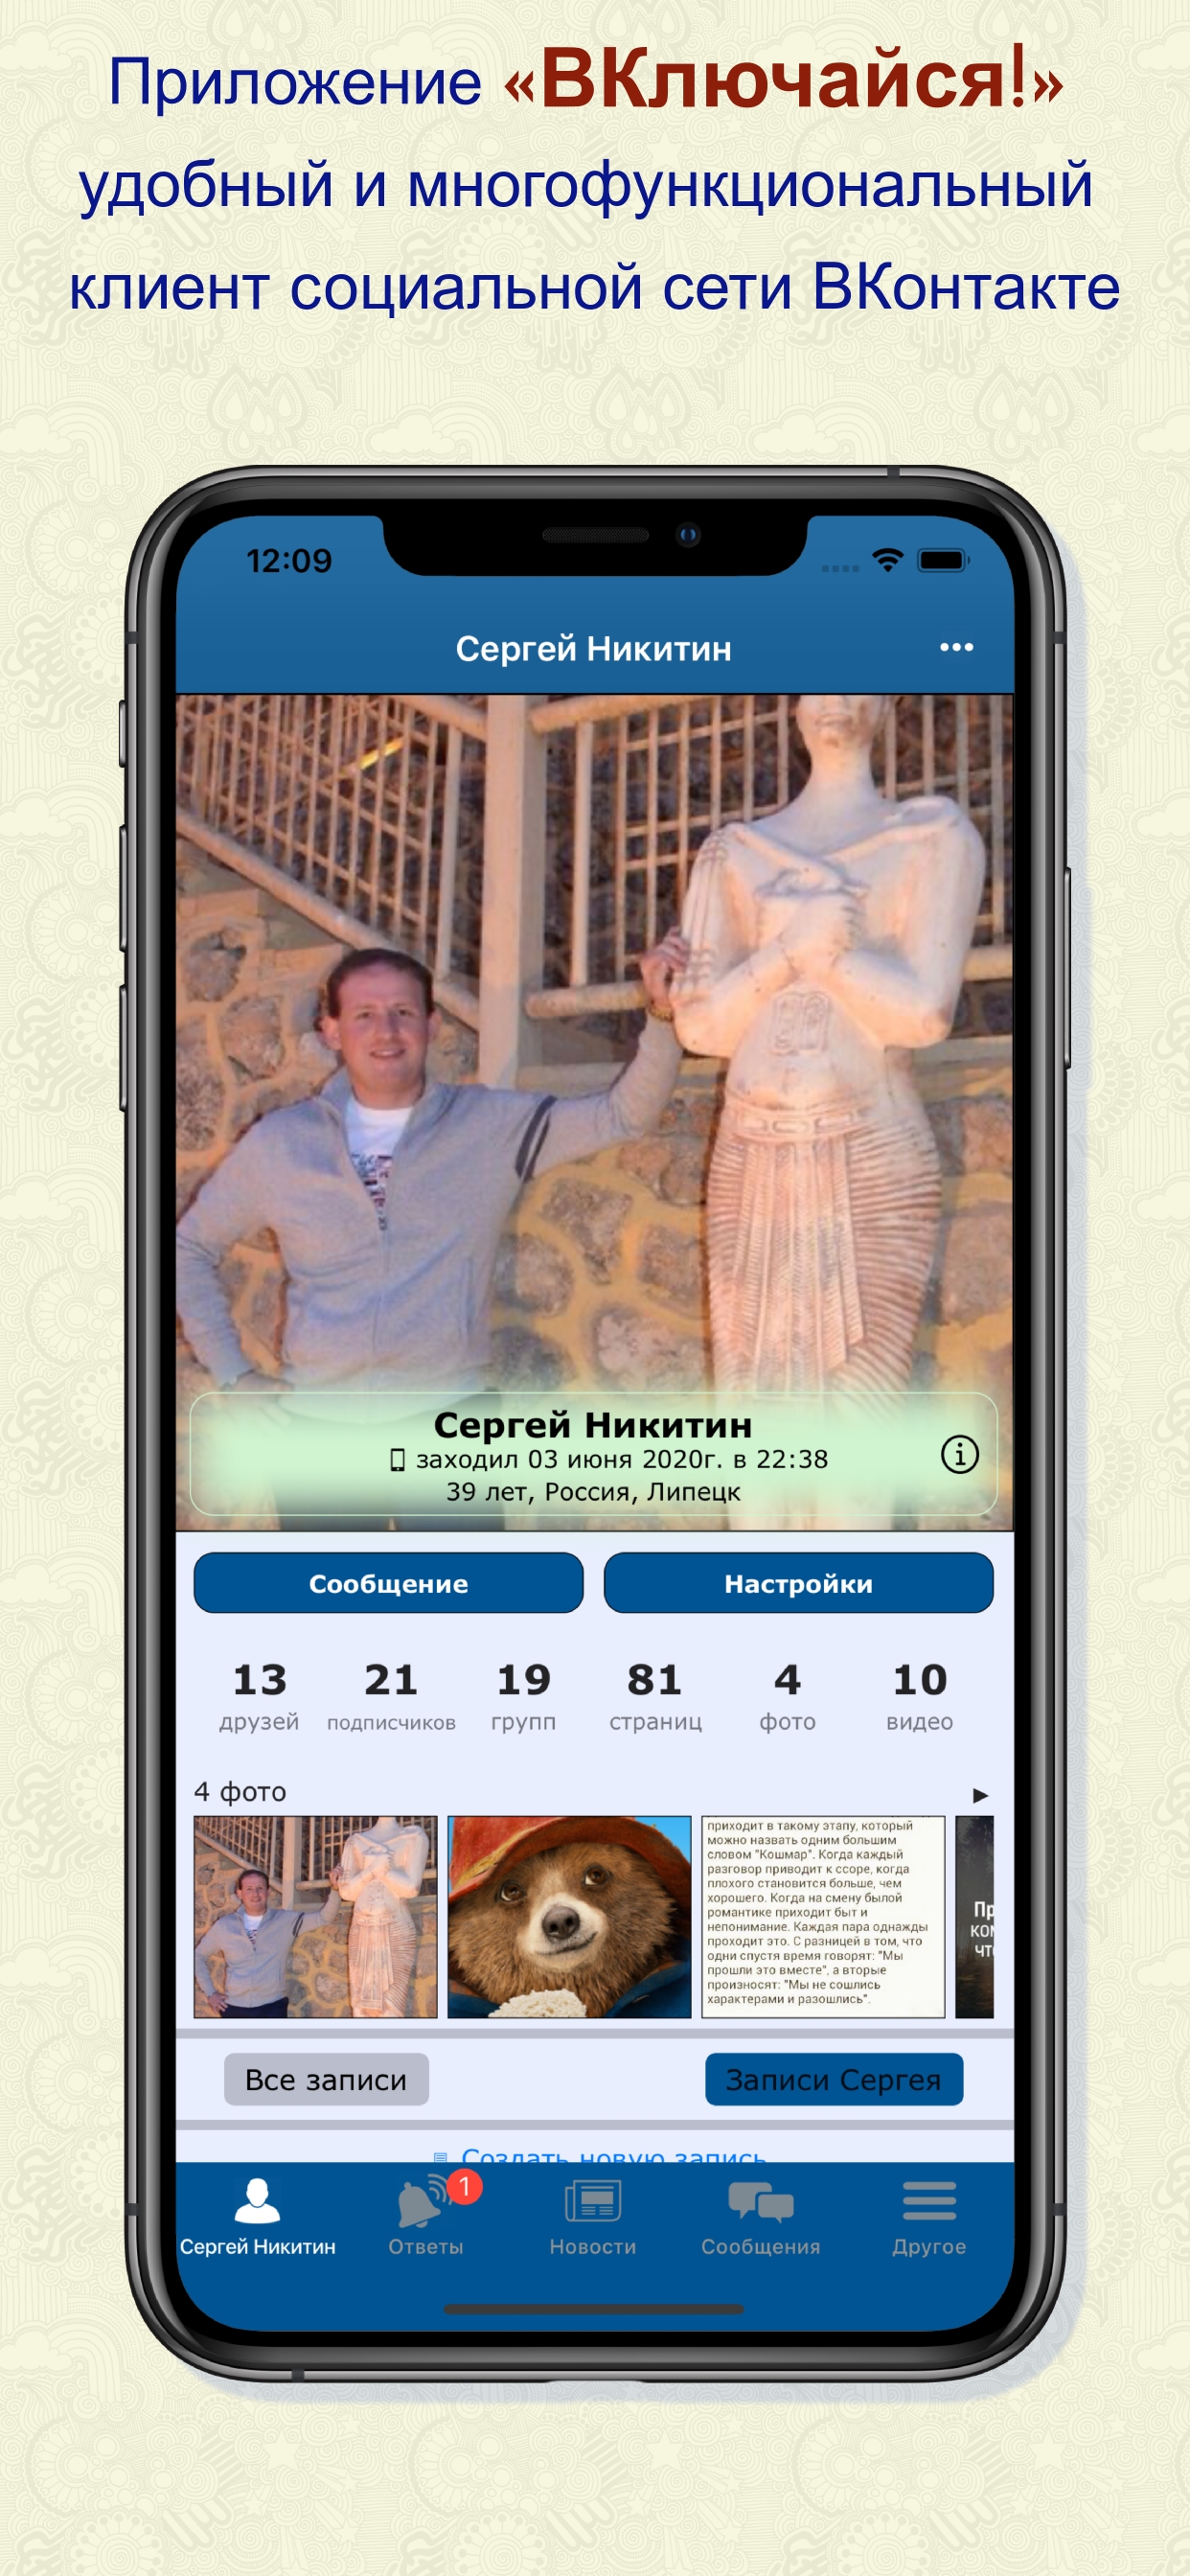 Приложение «ВКлючайся!»
удобный и многофункциональный
клиент социальной сети ВКонтакте
12:09
Сергей Никитин
Сергей Никитин
заходил 03 июня 2020г. в 22:38
39 лет, Россия, Липецк
Сообщение
Настройки
13 21 19 81 4 10
друзей подписчиков групп страниц фото видео
4 фото
приходит в такому этапу, который
можно назвать одним большим
словом "Кошмар". Когда каждый
разговор приводит к ссоре, когда
плохого становится больше, чем
хорошего. Когда на смену былой
романтике приходит быт и
непонимание. Каждая пара однажды
проходит это. С разницей в том, что
одни спустя время говорят: "Мы
прошли это вместе", а вторые
произносят: "Мы не сошлись
характерами и разошлись".
Все записи
Записи Сергея
Создать новую запись
1
Сергей Никитин Ответы Новости Сообщения Другое